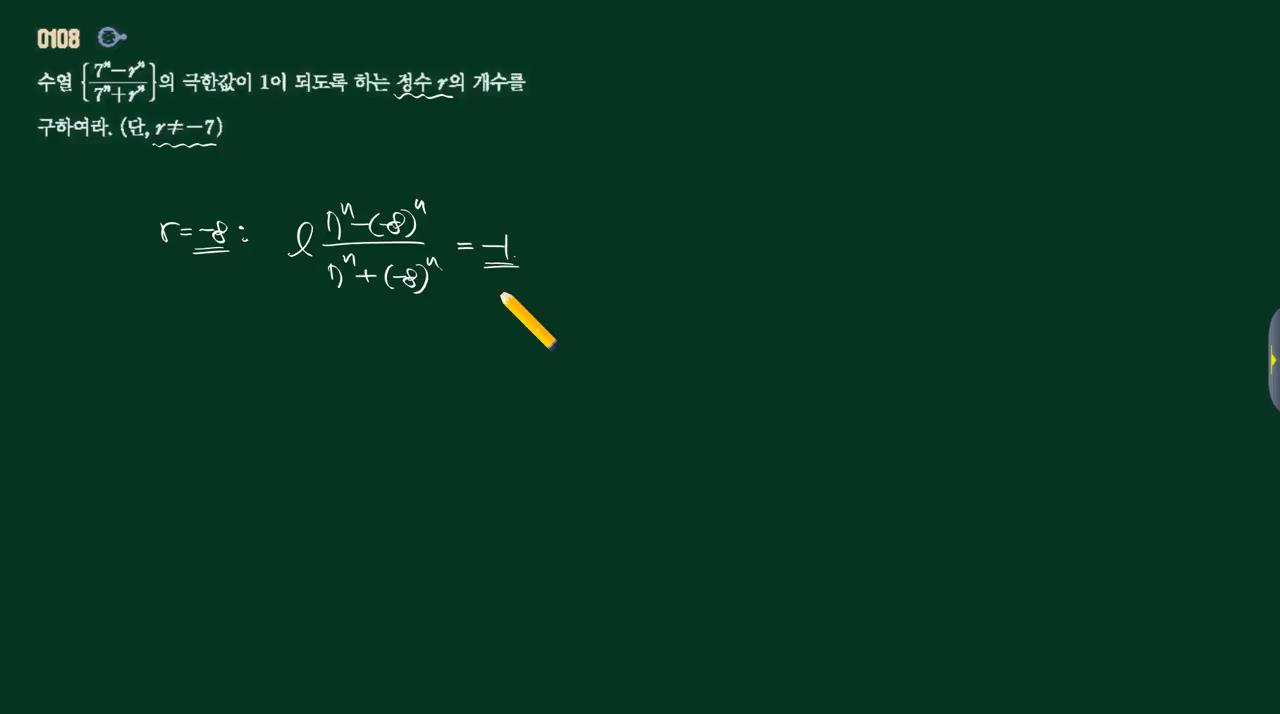 0108
수열 {(7ⁿ-rⁿ)/(7ⁿ+rⁿ)}의 극한값이 1이 되도록 하는 정수 r의 개수를
구하여라. (단, r≠-7)
r=-8: l (7ⁿ-(-8)ⁿ)/(7ⁿ+(-8)ⁿ) = -1.